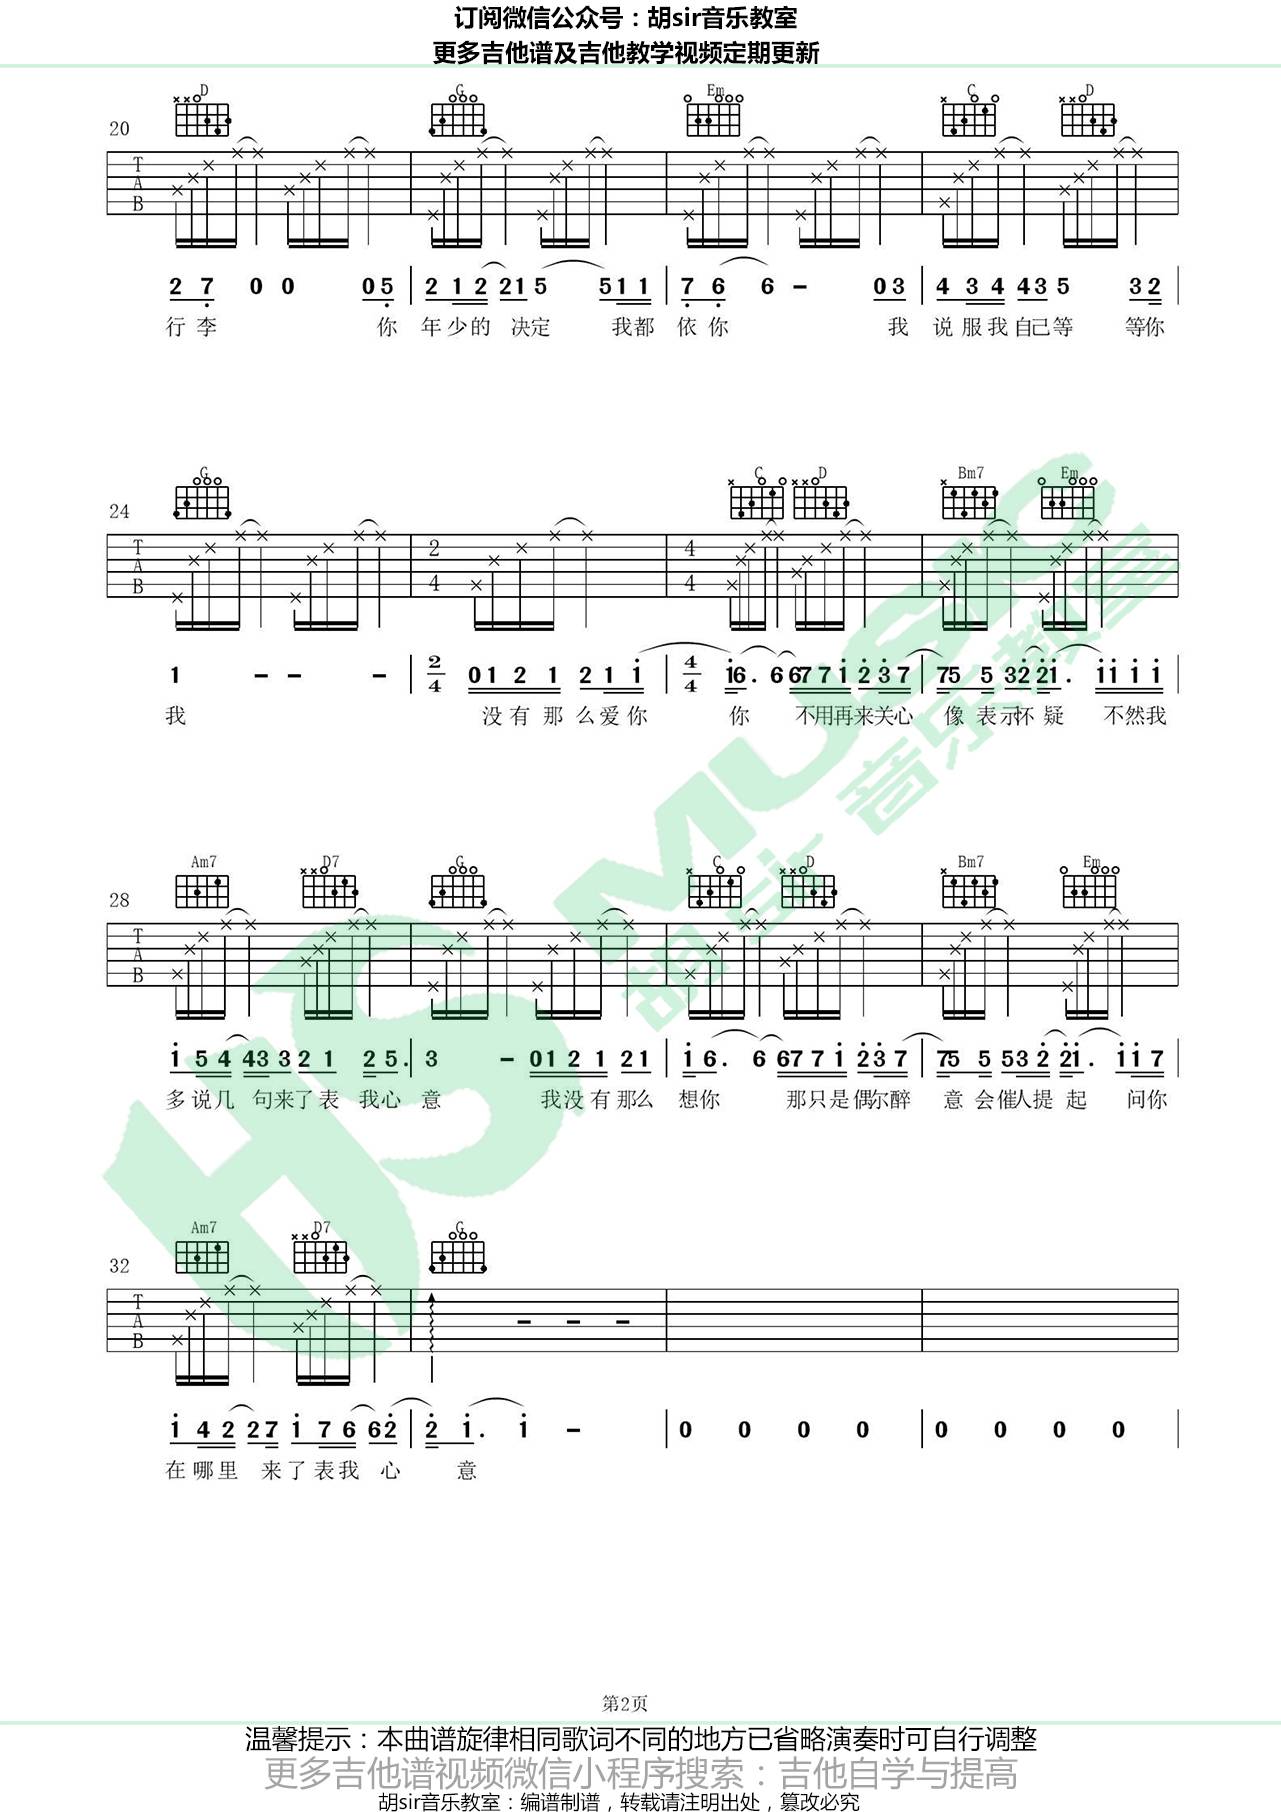 订阅微信公众号：胡sir音乐教室
更多吉他谱及吉他教学视频定期更新
D G Em C D
20
T
A
B
2 7 0 0 0 5 2 1 2 2 1 5 5 1 1 7 6 6 - 0 3 4 3 4 4 3 5 3 2
行李 你 年少的 决定 我都 依你 我 说服我自己等 等你
G C D Bm7 Em
24
T
A
B
2
4
4
4
1 - - - 2/4 0 1 2 1 2 1 1 4/4 1 6. 6 6 7 7 1 2 3 7 7 5 5 3 2 2 1. 1 1 1 1
我 没有那么爱你 你 不用再来关心 像表示怀疑 不然我
Am7 D7 G C D Bm7 Em
28
T
A
B
1 5 4 4 3 3 2 1 2 5. 3 - 0 1 2 1 2 1 1 6. 6 6 7 7 1 2 3 7 7 5 5 5 3 2 2 1. 1 1 7
多说几 句来了表 我心 意 我没有那么 想你 那只是偶尔醉 意会催人提起 问你
Am7 D7 G
32
T
A
B
1 4 2 2 7 1 7 6 6 2 2 1. 1 - 0 0 0 0 0 0 0 0
在哪里 来了表我 心 意
第2页
温馨提示：本曲谱旋律相同歌词不同的地方已省略演奏时可自行调整
更多吉他谱视频微信小程序搜索：吉他自学与提高
胡sir音乐教室：编谱制谱，转载请注明出处，篡改必究
HS MUSIC
胡sir音乐教室